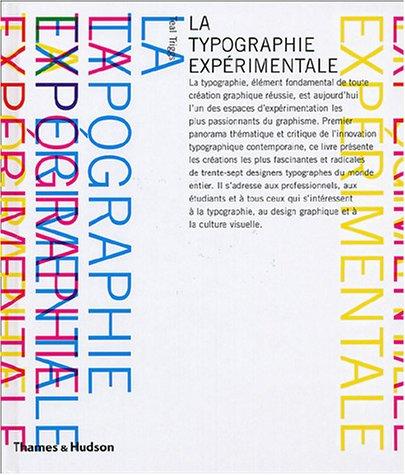 LA
TYPOGRAPHIE
EXPÉRIMENTALE
Teal Triggs
LA
TYPOGRAPHIE
EXPÉRIMENTALE
La typographie, élément fondamental de toute
création graphique réussie, est aujourd'hui
l'un des espaces d'expérimentation les
plus passionnants du graphisme. Premier
panorama thématique et critique de l'innovation
typographique contemporaine, ce livre présente
les créations les plus fascinantes et radicales
de trente-sept designers typographes du monde
entier. Il s'adresse aux professionnels, aux
étudiants et à tous ceux qui s'intéressent
à la typographie, au design graphique et à
la culture visuelle.
EXPÉRIMENTALE
Thames & Hudson